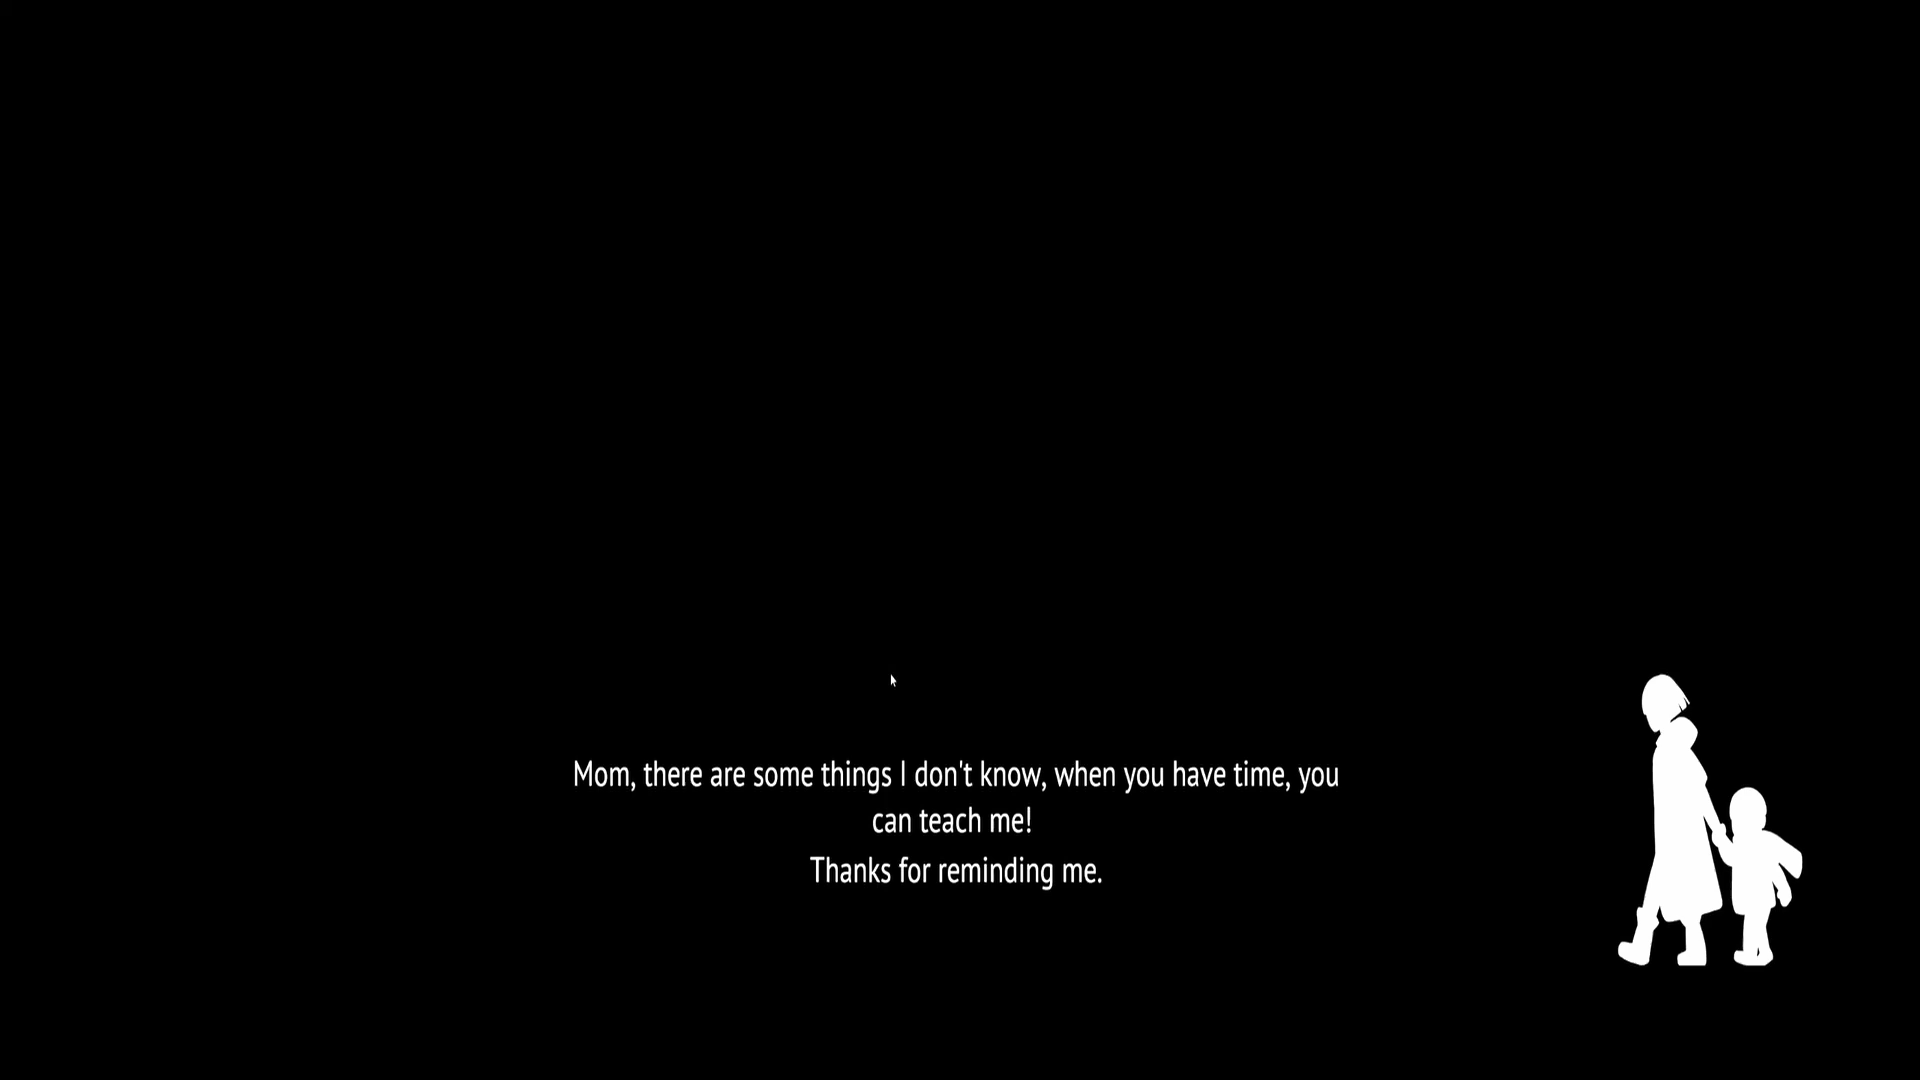 Mom, there are some things I don't know, when you have time, you
can teach me!
Thanks for reminding me.